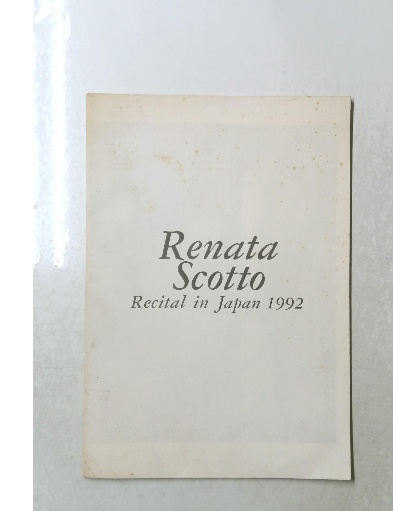 Renata
Scotto
Recital in Japan 1992